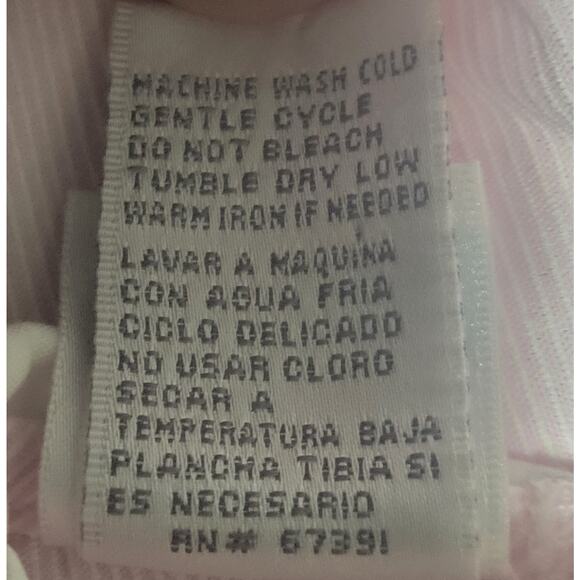 MACHINE WASH COLD
GENTLE CYCLE
DO NOT BLEACH
TUMBLE DRY LOW
WARM IRON IF NEEDED
LAVAR A MAQUINA
CON AGUA FRIA
CICLO DELICADO
NO USAR CLORO
SECAR A
TEMPERATURA BAJA
PLANCHA TIBIA SI
ES NECESARIO
RN# 67391